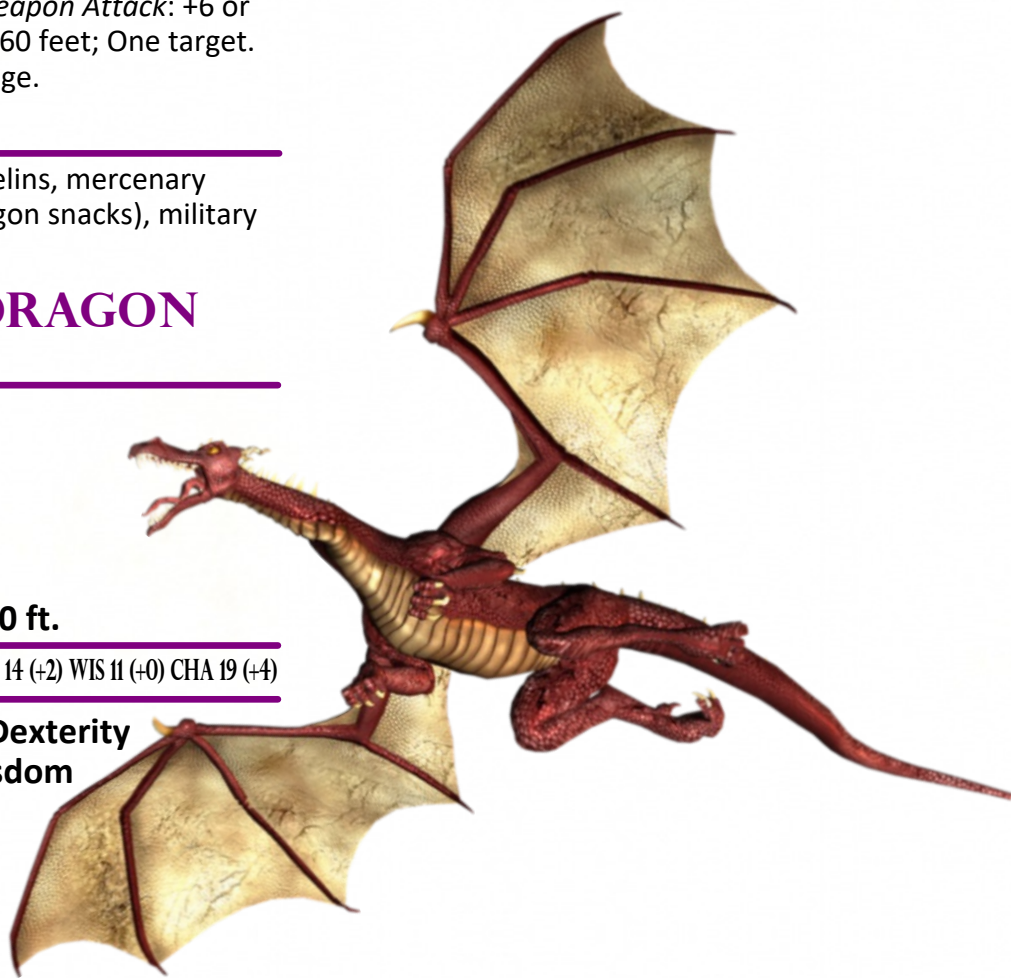 eapon Attack: +6 or
60 feet; One target.
ge.
elins, mercenary
gon snacks), military
DRAGON
0 ft.
14 (+2) WIS 11 (+0) CHA 19 (+4)
Dexterity
sdom